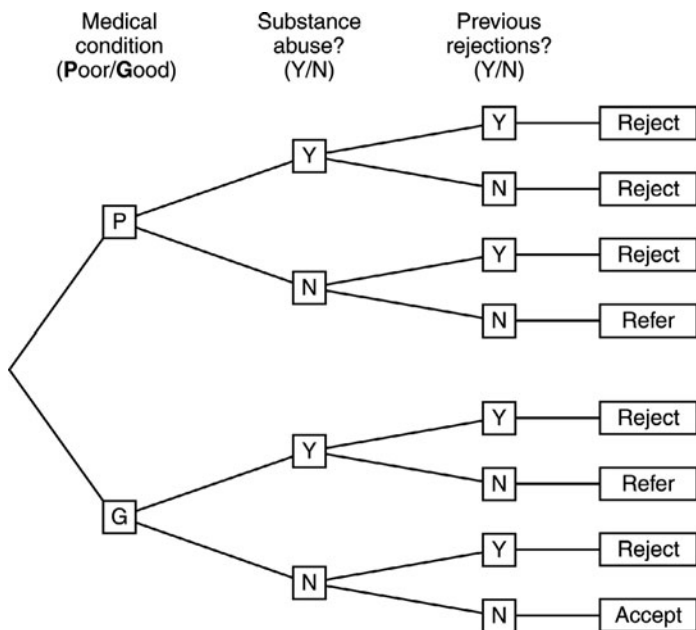 Medical condition (Poor/Good)
Substance abuse? (Y/N)
Previous rejections? (Y/N)
Y
Reject
Y
N
Reject
P
Y
Reject
N
N
Refer
Y
Reject
Y
N
Refer
G
Y
Reject
N
N
Accept